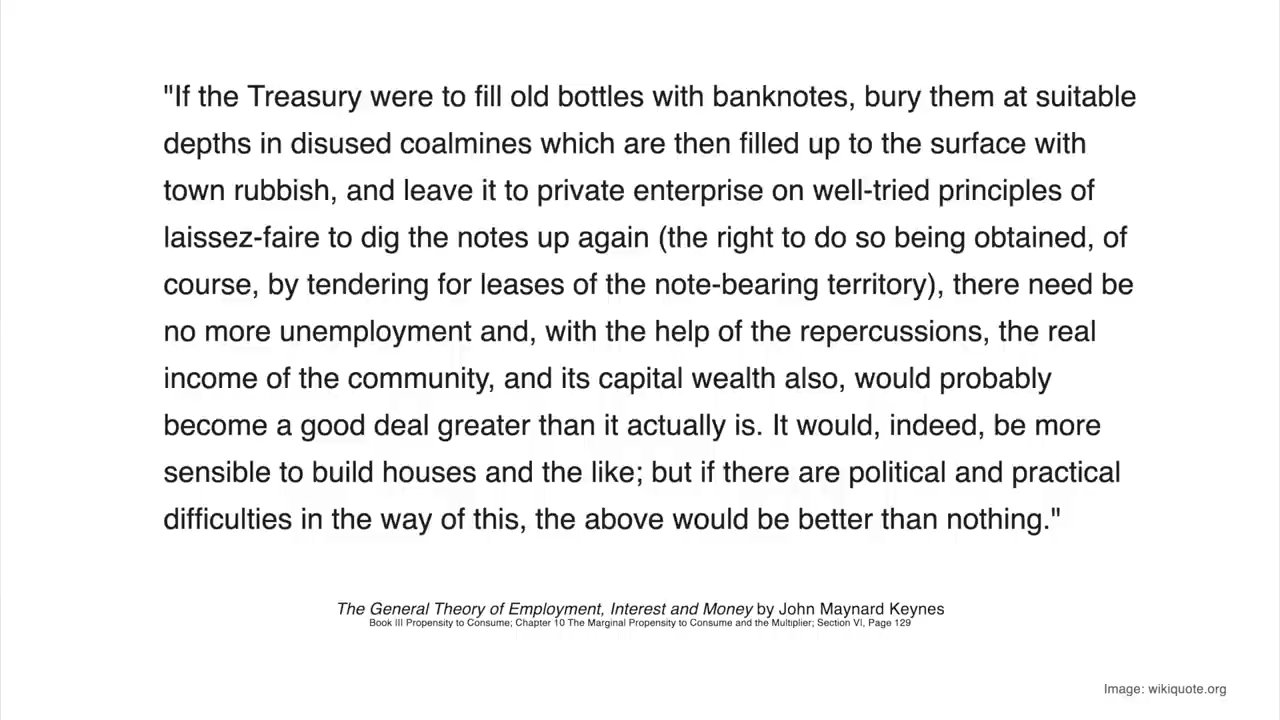 "If the Treasury were to fill old bottles with banknotes, bury them at suitable
depths in disused coalmines which are then filled up to the surface with
town rubbish, and leave it to private enterprise on well-tried principles of
laissez-faire to dig the notes up again (the right to do so being obtained, of
course, by tendering for leases of the note-bearing territory), there need be
no more unemployment and, with the help of the repercussions, the real
income of the community, and its capital wealth also, would probably
become a good deal greater than it actually is. It would, indeed, be more
sensible to build houses and the like; but if there are political and practical
difficulties in the way of this, the above would be better than nothing."
The General Theory of Employment, Interest and Money by John Maynard Keynes
Book III Propensity to Consume; Chapter 10 The Marginal Propensity to Consume and the Multiplier; Section VI, Page 129
Image: wikiquote.org